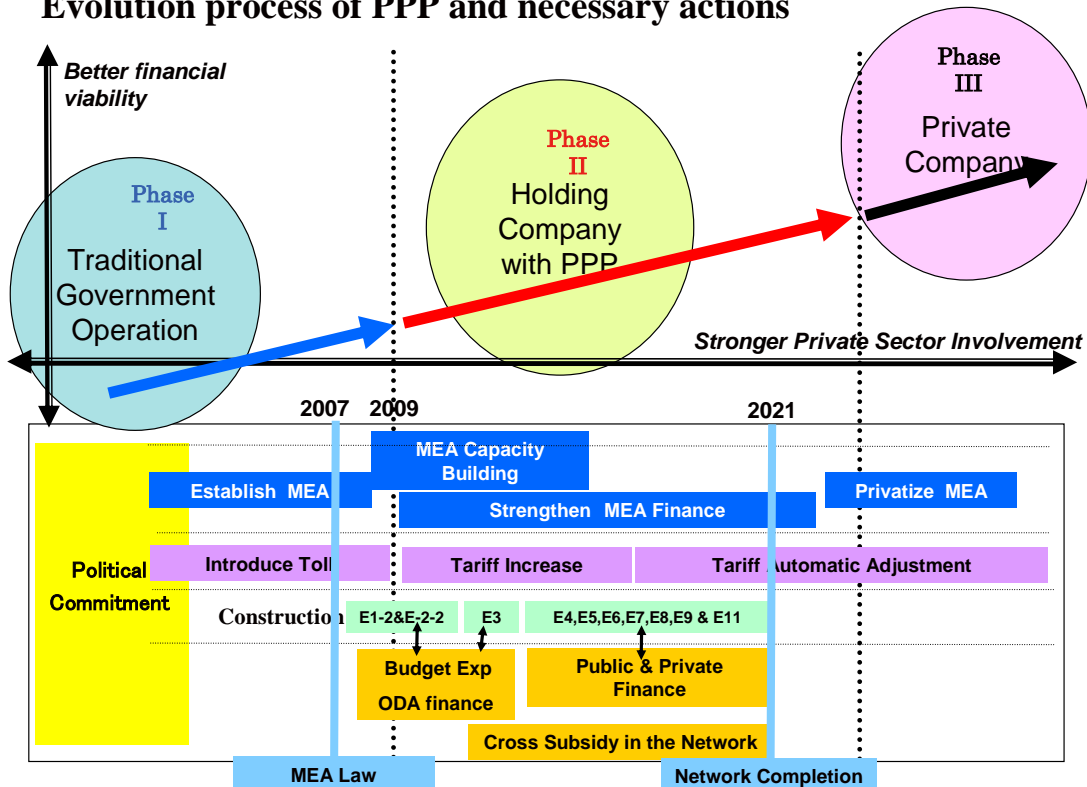 Evolution process of PPP and necessary actions
Better financial
viability
Phase
I
Traditional
Government
Operation
Phase
II
Holding
Company
with PPP
Phase
III
Private
Company
Stronger Private Sector Involvement
2007 2009
2021
MEA Capacity
Building
Establish MEA
Strengthen MEA Finance
Privatize MEA
Political
Commitment
Introduce Toll
Tariff Increase
Tariff Automatic Adjustment
Construction
E1-2&E-2-2
E3
E4,E5,E6,E7,E8,E9 & E11
Budget Exp
ODA finance
Public & Private
Finance
Cross Subsidy in the Network
MEA Law
Network Completion